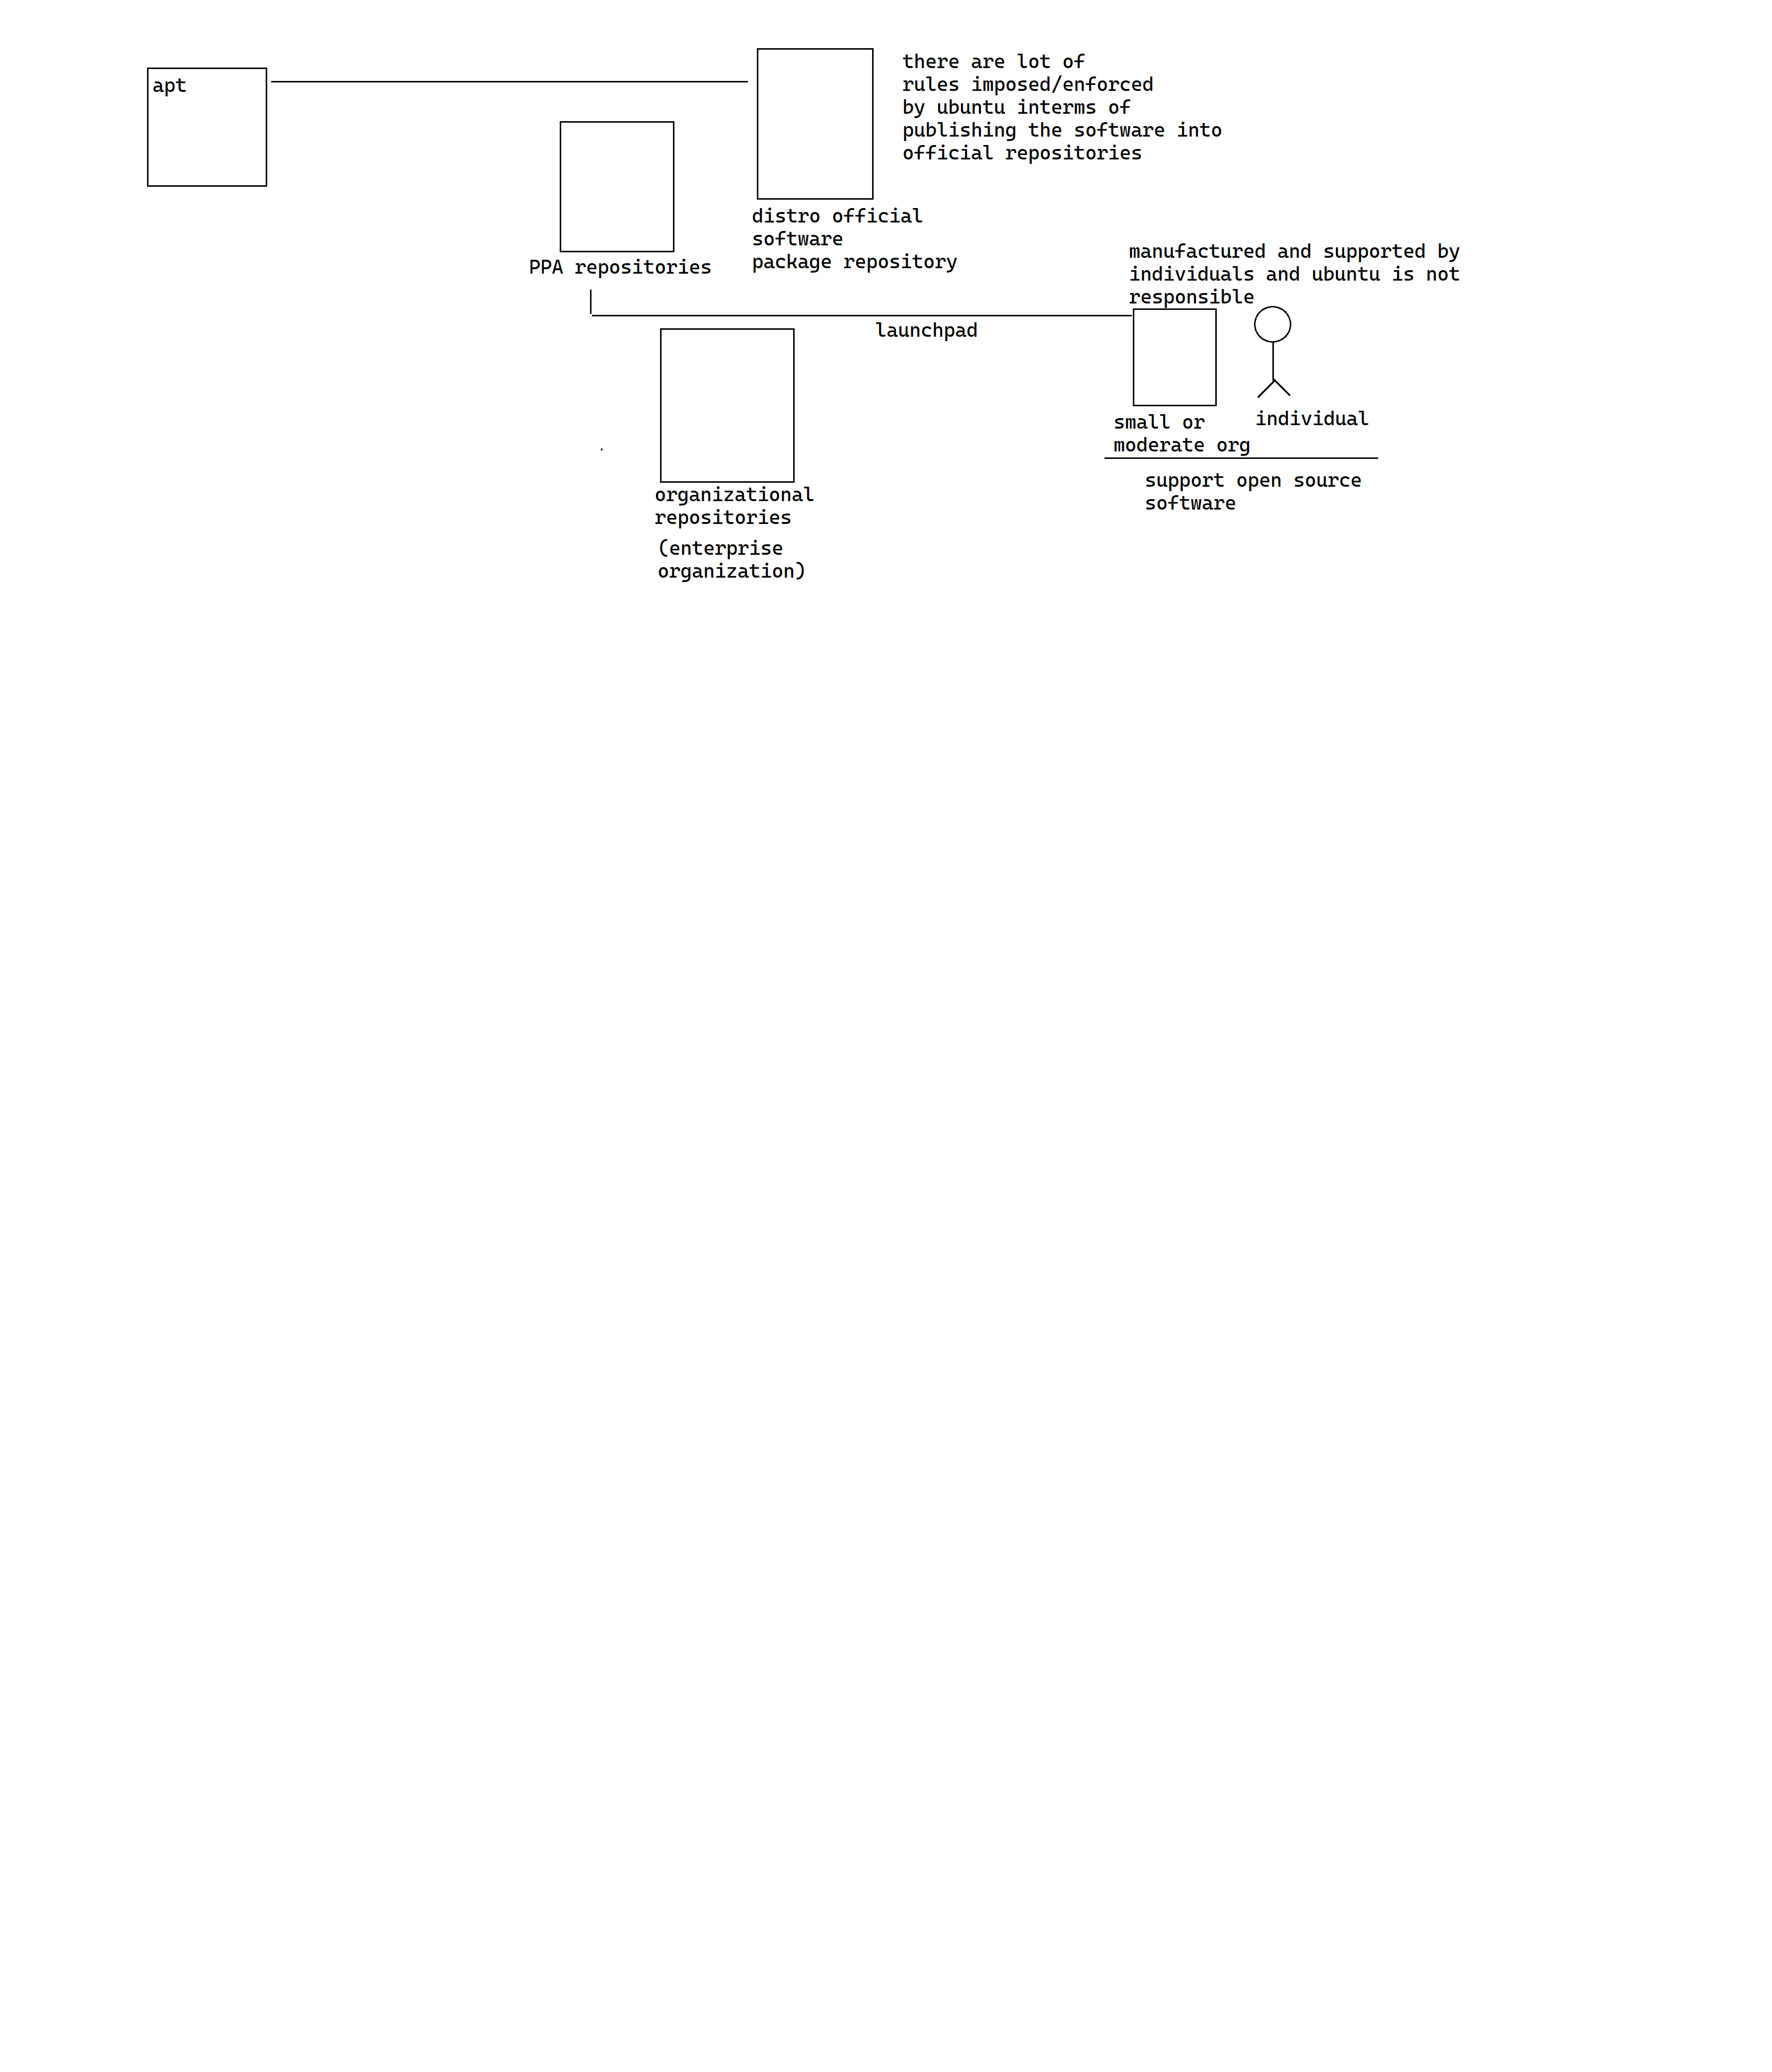 apt
there are lot of
rules imposed/enforced
by ubuntu interms of
publishing the software into
official repositories
distro official
software
package repository
PPA repositories
manufactured and supported by
individuals and ubuntu is not
responsible
launchpad
small or
moderate org
individual
support open source
software
organizational
repositories
(enterprise
organization)